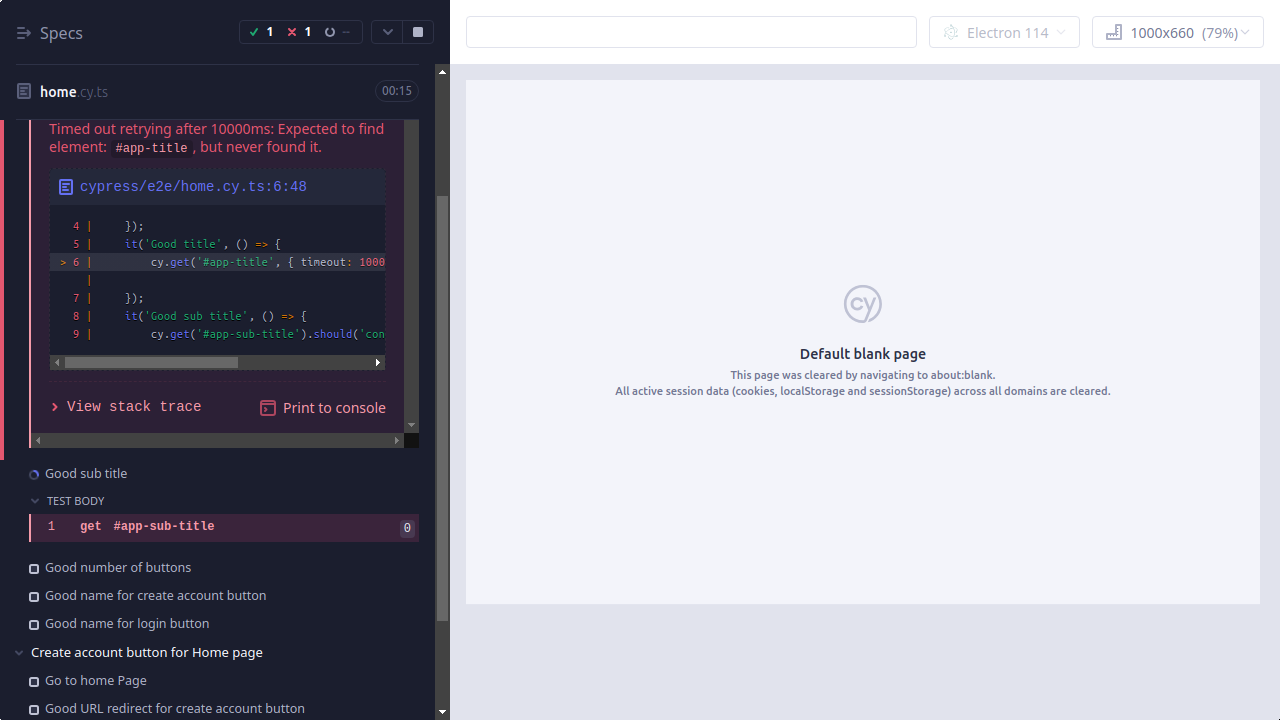 Specs
1
1
--
Electron 114
1000x660 (79%)
home.cy.ts
00:15
Timed out retrying after 10000ms: Expected to find
element: #app-title, but never found it.
cypress/e2e/home.cy.ts:6:48
4 | });
5 | it('Good title', () => {
> 6 | cy.get('#app-title', { timeout: 1000
|
7 | });
8 | it('Good sub title', () => {
9 | cy.get('#app-sub-title').should('con
View stack trace
Print to console
Good sub title
TEST BODY
1 get #app-sub-title 0
Good number of buttons
Good name for create account button
Good name for login button
Create account button for Home page
Go to home Page
Good URL redirect for create account button
cy
Default blank page
This page was cleared by navigating to about:blank.
All active session data (cookies, localStorage and sessionStorage) across all domains are cleared.